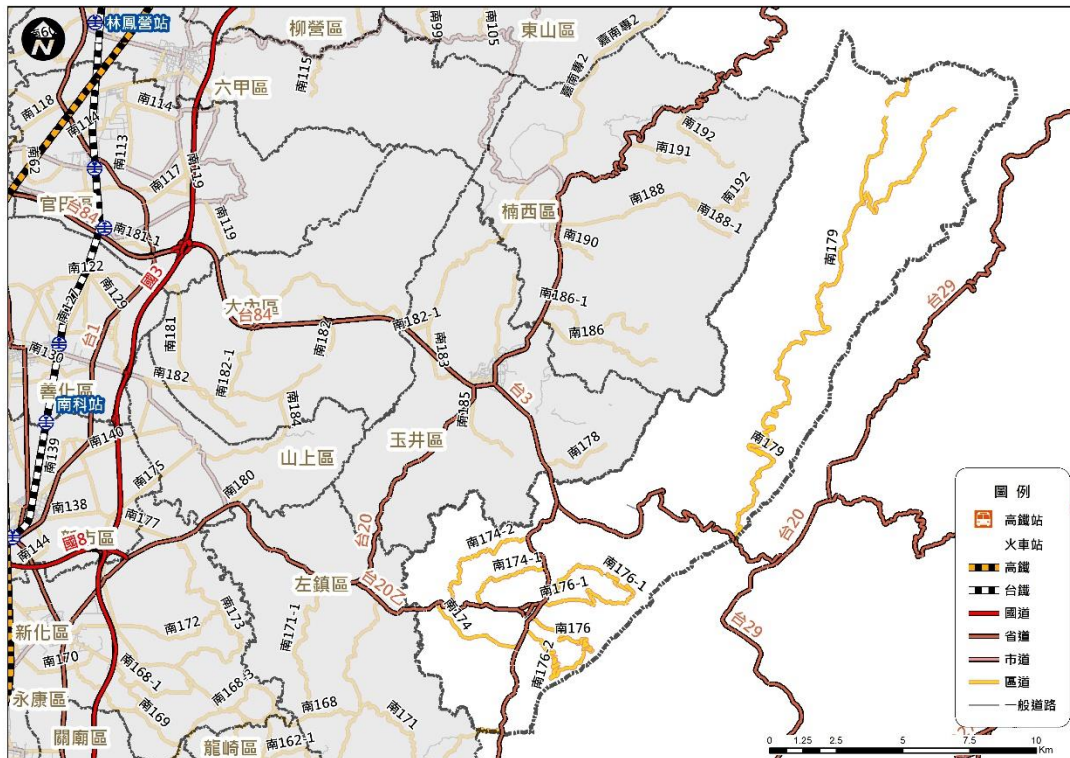 N
林鳳營站
柳營區
南99
南105
東山區
嘉南專2
南115
六甲區
嘉南專2
南118
南114
南114
南113
南62
南117
南119
南192
南191
南192
官田區
台84
南181-1
南119
楠西區
南188
南188-1
南190
南179
南122
國3
南129
台1
大內區
台84
南182-1
南186-1
南186
台29
南130
南181
南182
南183
善化區
南182
南182-1
台3
南185
南科站
南184
南140
南139
玉井區
南178
南179
山上區
南175
南180
南138
南177
台20
台20
南144
國8
南174-2
南174-1
南176-1
南176-1
左鎮區
台20乙
南174
南176
南176-2
台29
新化區
南172
南173
南171-1
南170
南168-1
永康區
南169
南168
南171
關廟區
龍崎區
南162-1
圖例
高鐵站
火車站
高鐵
台鐵
國道
省道
市道
區道
一般道路
0 1.25 2.5 5 7.5 10
Km